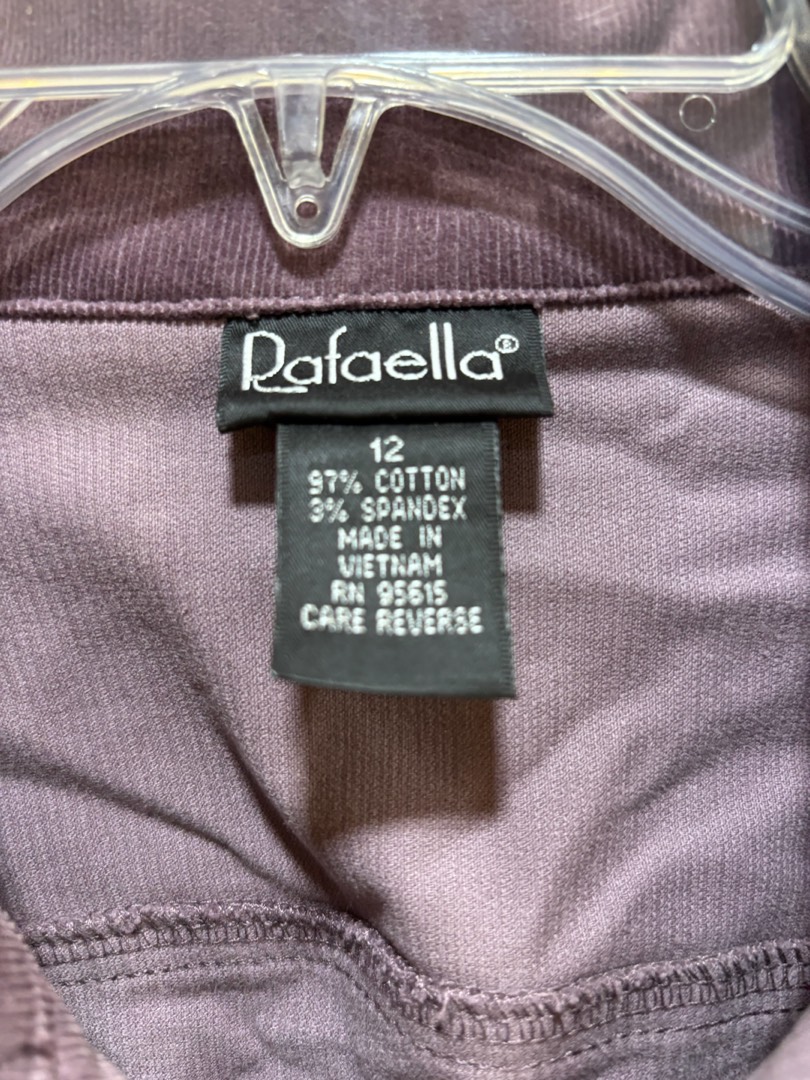 Rafaella®
12
97% COTTON
3% SPANDEX
MADE IN
VIETNAM
RN 95615
CARE REVERSE